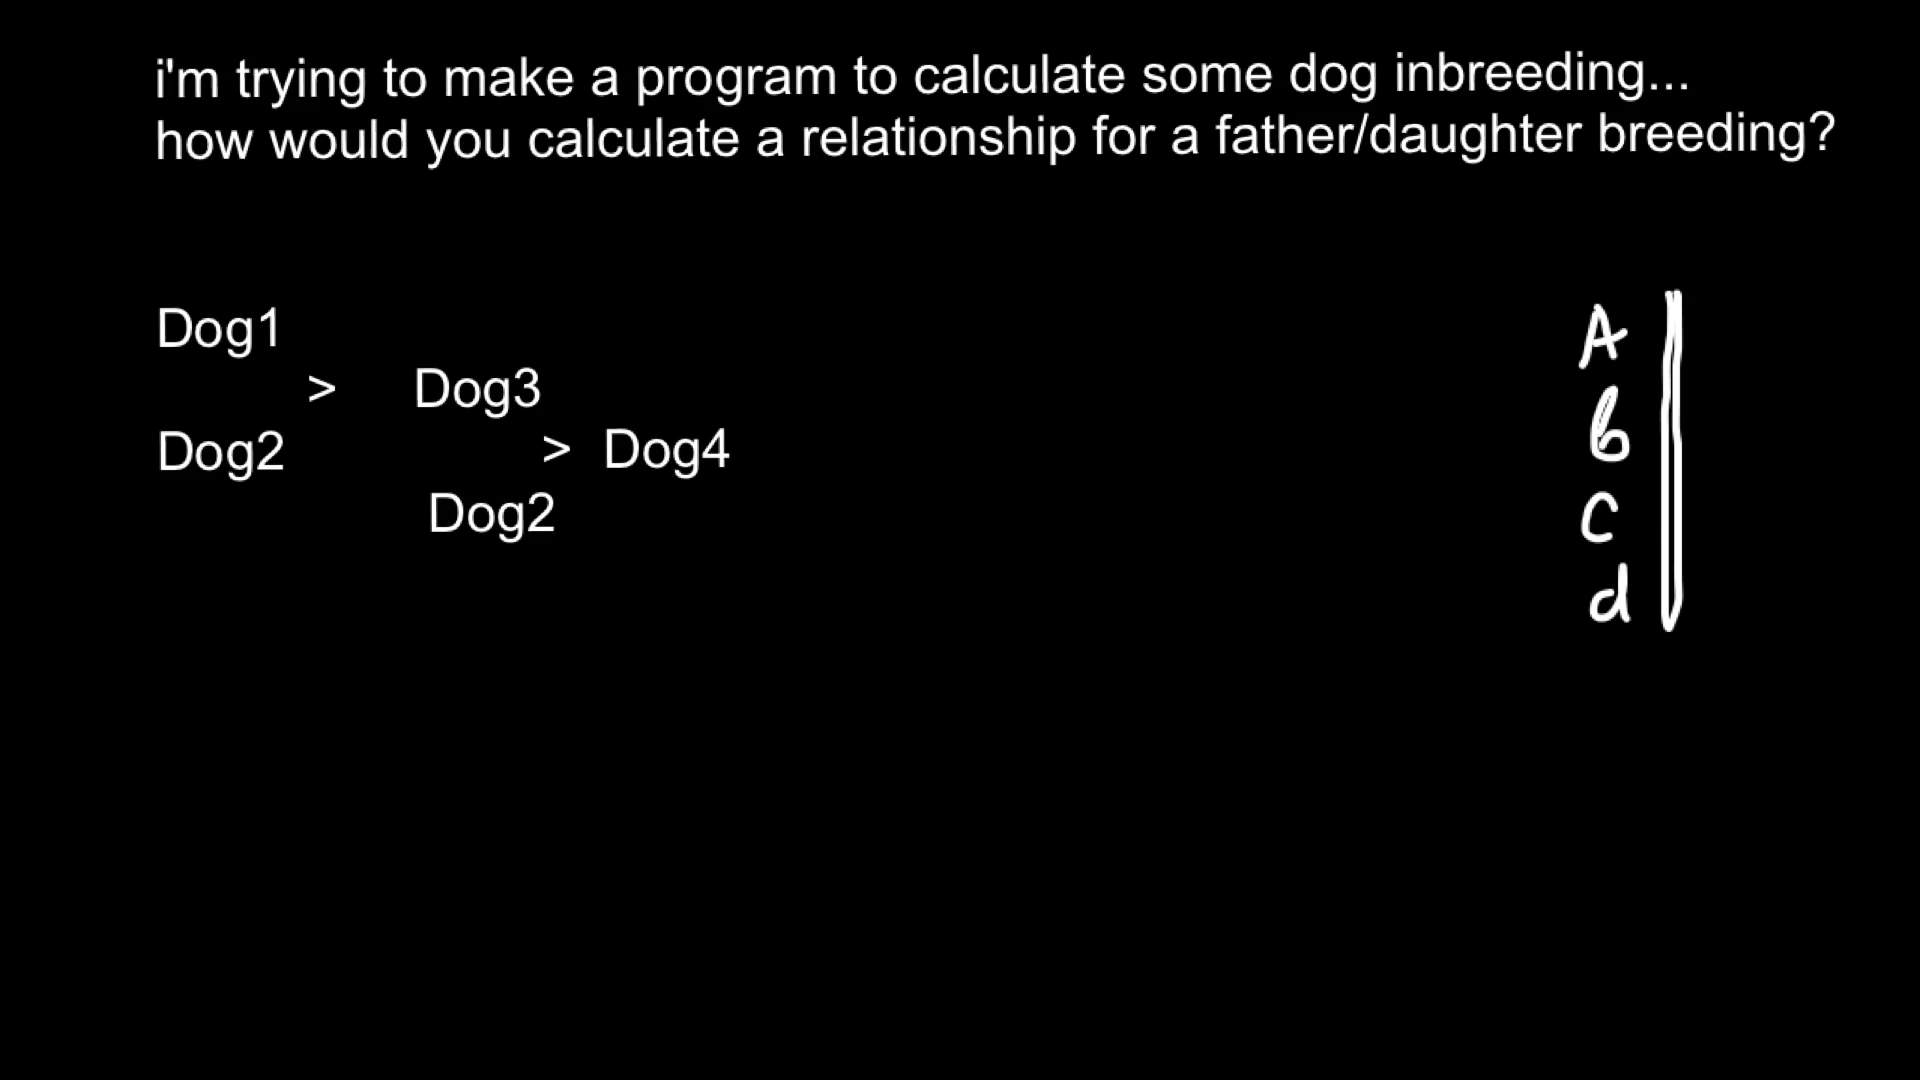 i'm trying to make a program to calculate some dog inbreeding...
how would you calculate a relationship for a father/daughter breeding?
Dog1
> Dog3
Dog2 > Dog4
Dog2
A
b
C
d